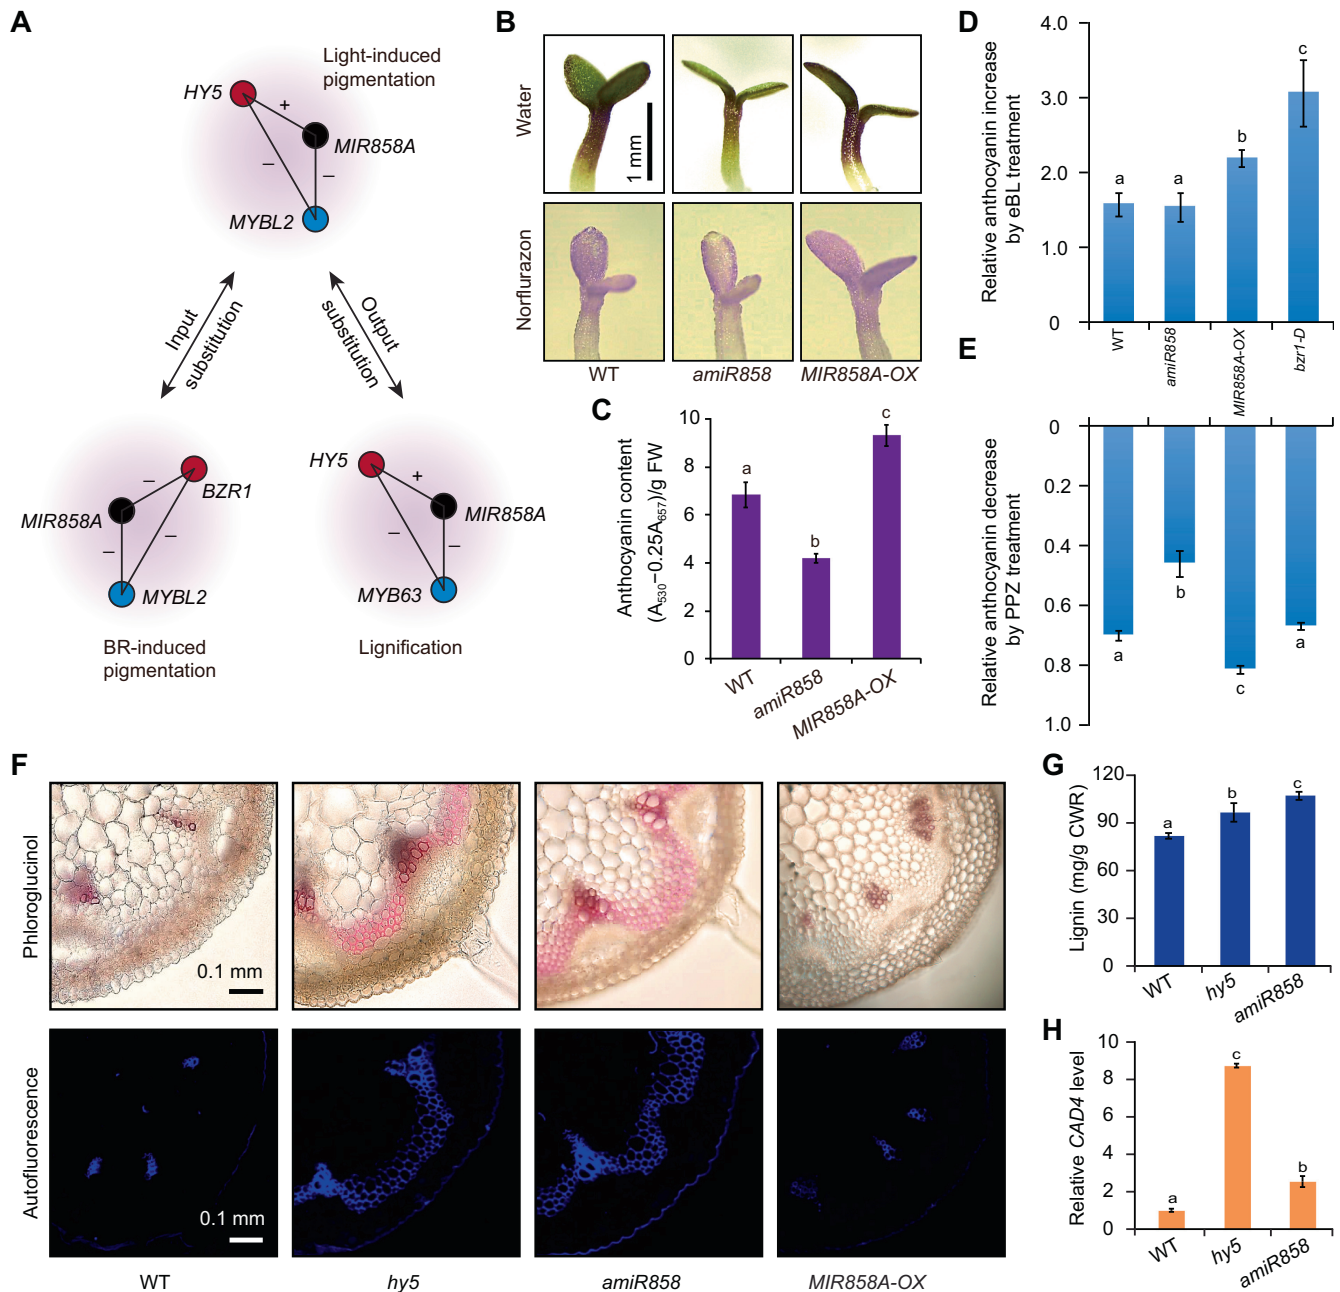 A
Light-induced
pigmentation
HY5
+
MIR858A
–
–
MYBL2
Input
substitution
Output
substitution
–
BZR1
MIR858A
–
–
MYBL2
BR-induced
pigmentation
HY5
+
MIR858A
–
–
MYB63
Lignification
B
Water
1 mm
Norflurazon
WT
amiR858
MIR858A-OX
C
Anthocyanin content
(A530–0.25A657)/g FW
10
8
6
4
2
0
a
b
c
WT
amiR858
MIR858A-OX
D
Relative anthocyanin increase
by eBL treatment
4.0
3.0
2.0
1.0
0
a
a
b
c
WT
amiR858
MIR858A-OX
bzr1-D
E
Relative anthocyanin decrease
by PPZ treatment
0
0.2
0.4
0.6
0.8
1.0
a
b
c
a
F
Phloroglucinol
0.1 mm
Autofluorescence
0.1 mm
WT
hy5
amiR858
MIR858A-OX
G
Lignin (mg/g CWR)
120
90
60
30
0
a
b
c
WT
hy5
amiR858
H
Relative CAD4 level
10
8
6
4
2
0
a
c
b
WT
hy5
amiR858